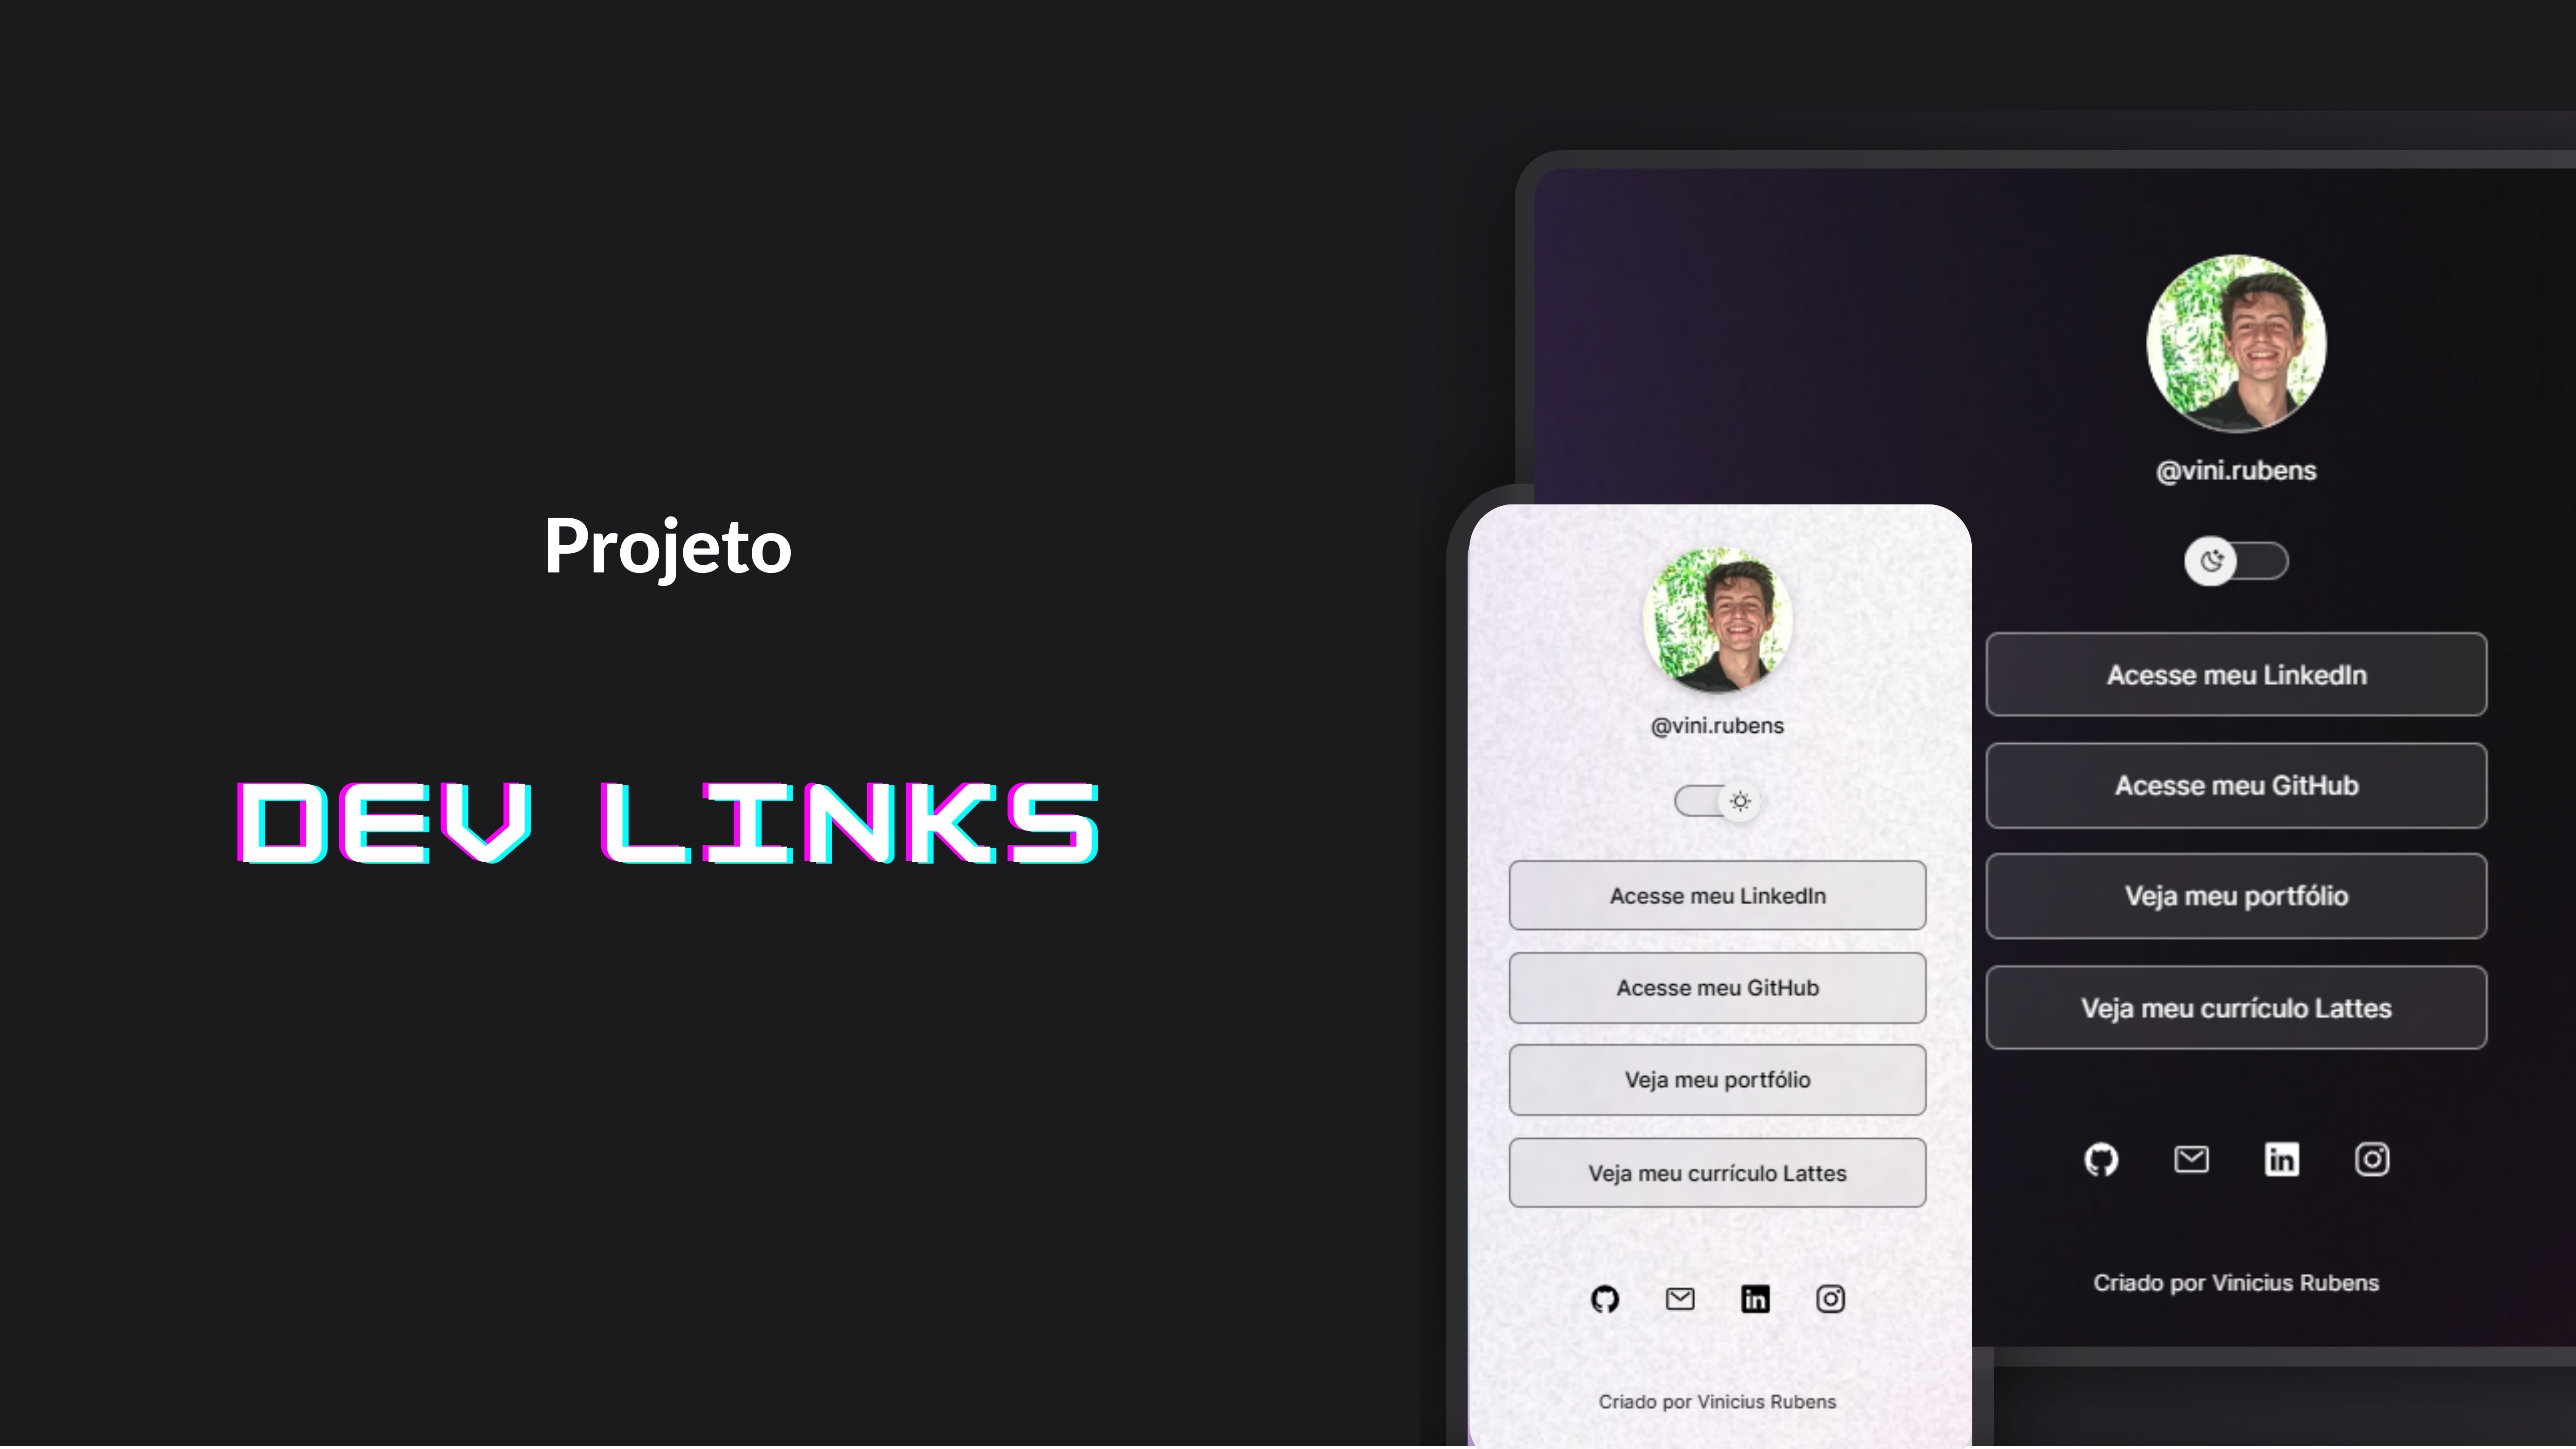 Projeto
DEV LINKS
@vini.rubens
Acesse meu LinkedIn
Acesse meu GitHub
Veja meu portfólio
Veja meu currículo Lattes
Criado por Vinicius Rubens
@vini.rubens
Acesse meu LinkedIn
Acesse meu GitHub
Veja meu portfólio
Veja meu currículo Lattes
in
Criado por Vinicius Rubens